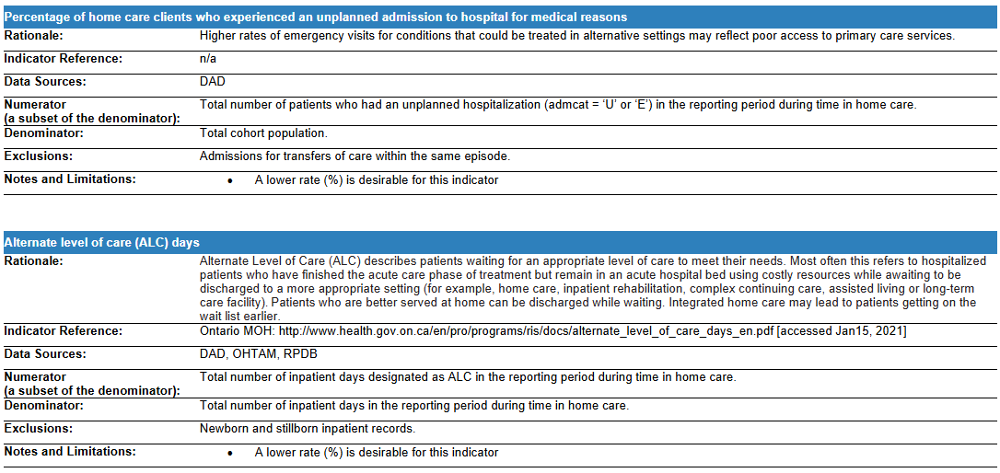 Percentage of home care clients who experienced an unplanned admission to hospital for medical reasons
Rationale: Higher rates of emergency visits for conditions that could be treated in alternative settings may reflect poor access to primary care services.
Indicator Reference: n/a
Data Sources: DAD
Numerator Total number of patients who had an unplanned hospitalization (admcat = ‘U’ or ‘E’) in the reporting period during time in home care.
(a subset of the denominator):
Denominator: Total cohort population.
Exclusions: Admissions for transfers of care within the same episode.
Notes and Limitations: • A lower rate (%) is desirable for this indicator
Alternate level of care (ALC) days
Rationale: Alternate Level of Care (ALC) describes patients waiting for an appropriate level of care to meet their needs. Most often this refers to hospitalized
patients who have finished the acute care phase of treatment but remain in an acute hospital bed using costly resources while awaiting to be
discharged to a more appropriate setting (for example, home care, inpatient rehabilitation, complex continuing care, assisted living or long-term
care facility). Patients who are better served at home can be discharged while waiting. Integrated home care may lead to patients getting on the
wait list earlier.
Indicator Reference: Ontario MOH: http://www.health.gov.on.ca/en/pro/programs/ris/docs/alternate_level_of_care_days_en.pdf [accessed Jan15, 2021]
Data Sources: DAD, OHTAM, RPDB
Numerator Total number of inpatient days designated as ALC in the reporting period during time in home care.
(a subset of the denominator):
Denominator: Total number of inpatient days in the reporting period during time in home care.
Exclusions: Newborn and stillborn inpatient records.
Notes and Limitations: • A lower rate (%) is desirable for this indicator